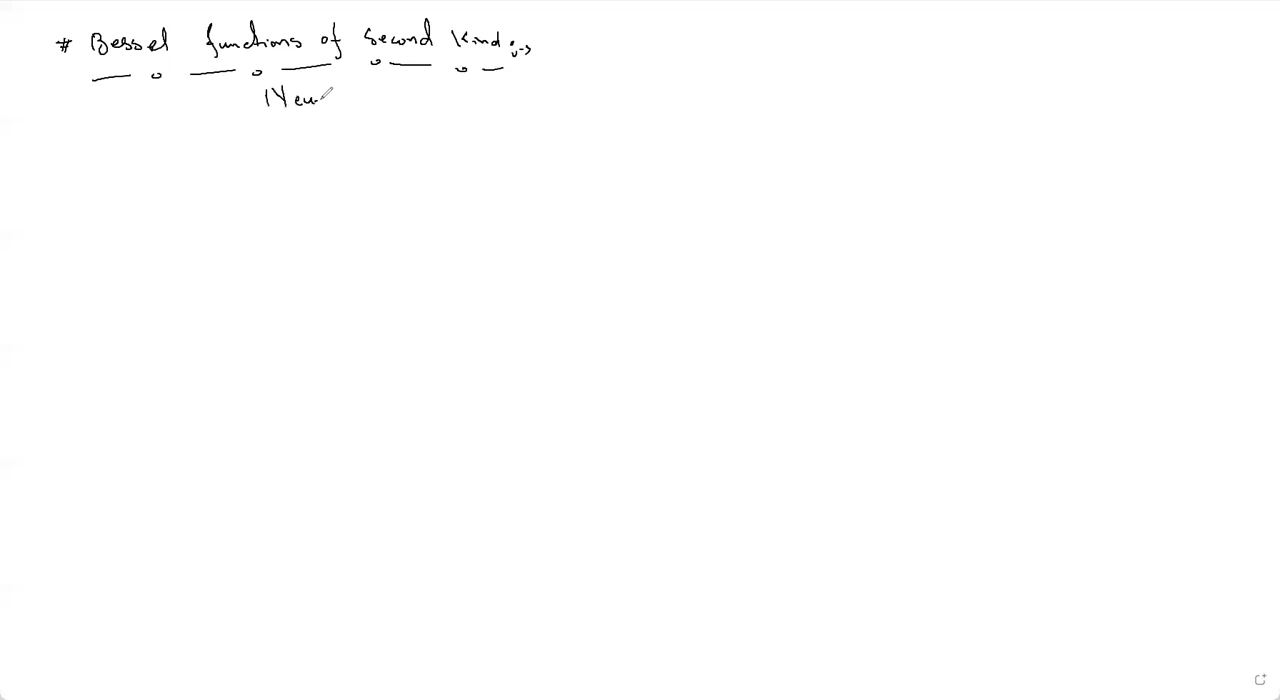 # Bessel functions of second kind :→
Neu